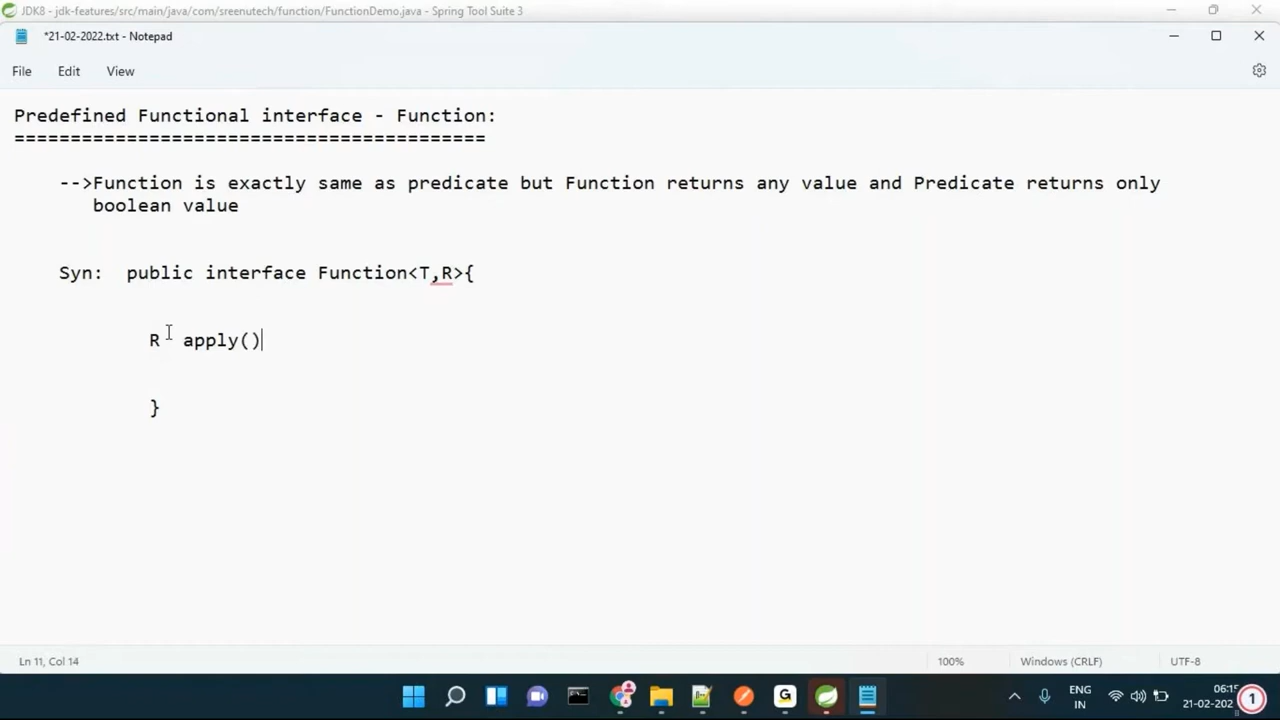 JDK8 - jdk-features/src/main/java/com/sreenutech/function/FunctionDemo.java - Spring Tool Suite 3
*21-02-2022.txt - Notepad
File Edit View
Predefined Functional interface - Function:
==========================================
-->Function is exactly same as predicate but Function returns any value and Predicate returns only
boolean value
Syn: public interface Function<T,R>{
R apply()
}
Ln 11, Col 14 100% Windows (CRLF) UTF-8
ENG 06:15
IN 21-02-202 1